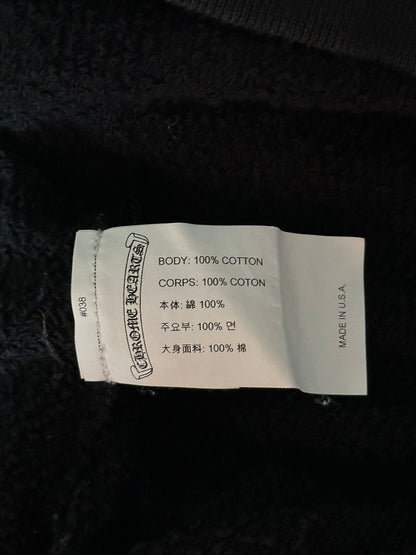 #038
CHROME HEARTS
BODY: 100% COTTON
CORPS: 100% COTON
本体: 綿 100%
주요부: 100% 면
大身面料: 100% 棉
MADE IN U.S.A.